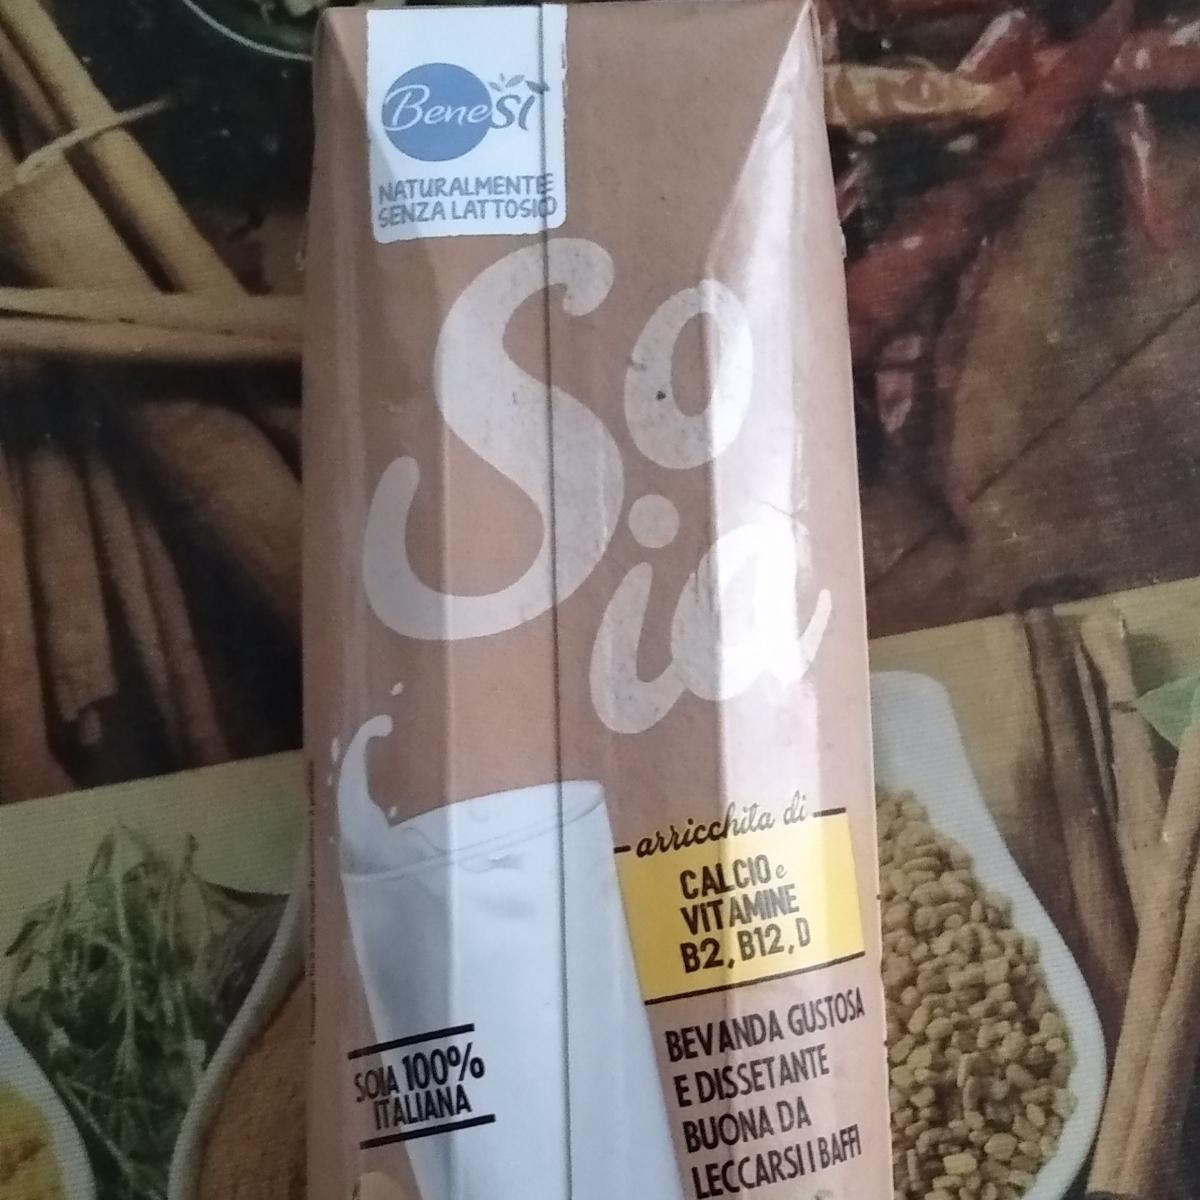 BeneSÌ
NATURALMENTE
SENZA LATTOSIO
So
ia
arricchita di
CALCIO e
VITAMINE
B2, B12, D
SOIA 100%
ITALIANA
BEVANDA GUSTOSA
E DISSETANTE
BUONA DA
LECCARSI I BAFFI